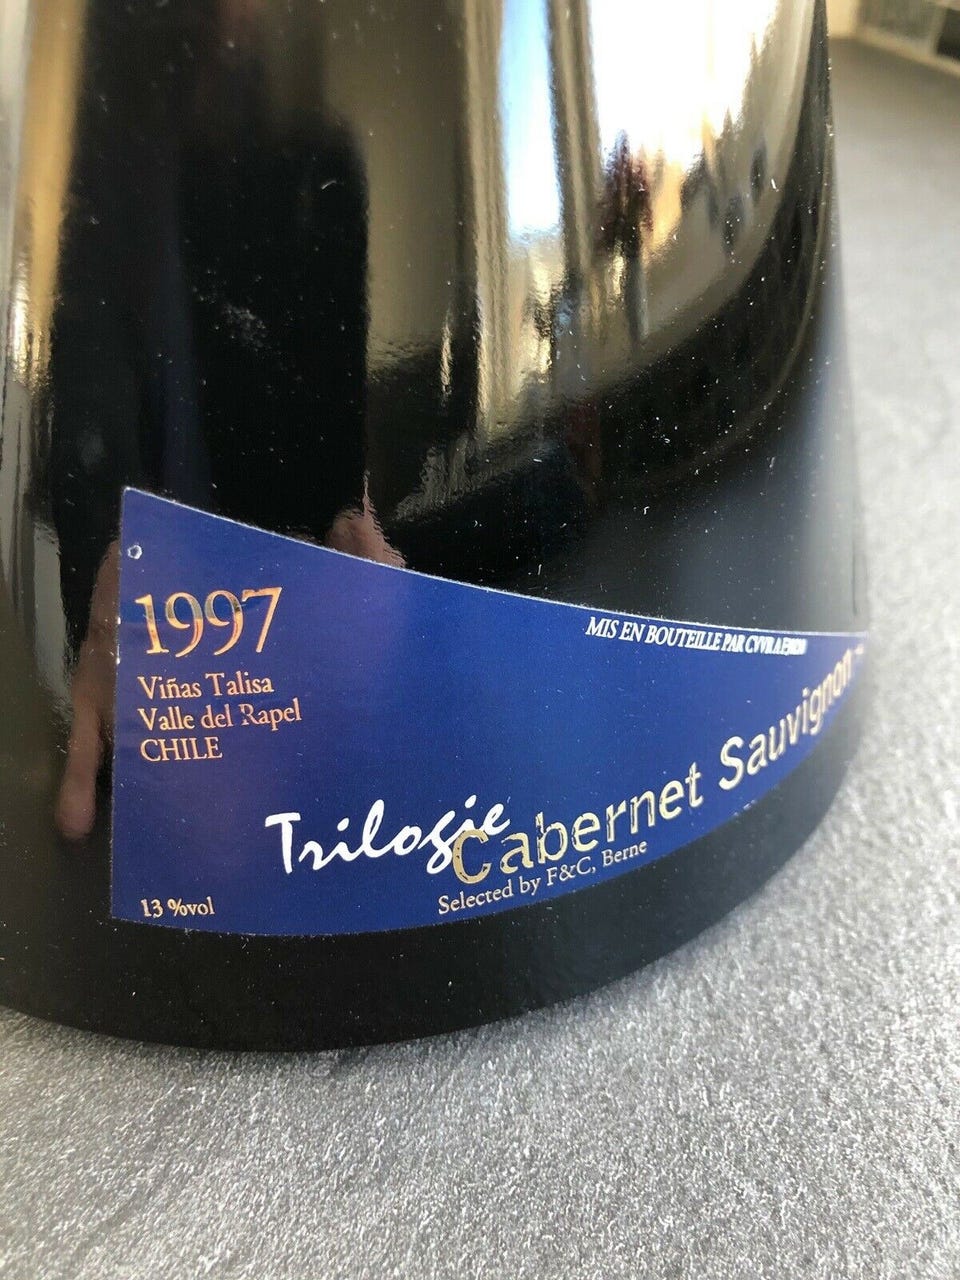 1997
Viñas Talisa
Valle del Rapel
CHILE
MIS EN BOUTEILLE PAR
Trilogie
Cabernet Sauvignon
Selected by F&C, Berne
13 %vol